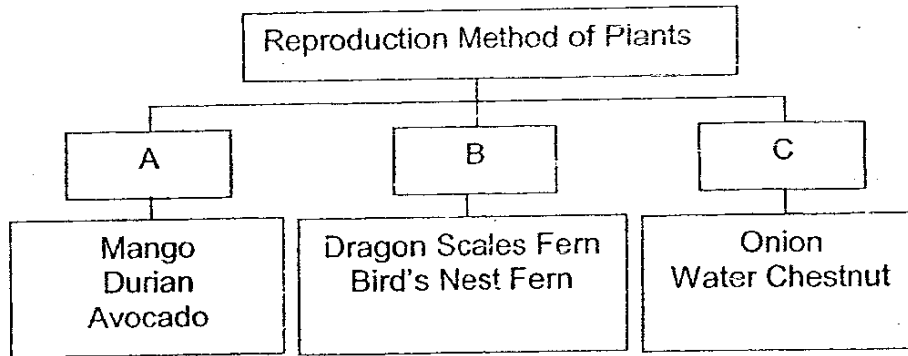 Reproduction Method of Plants
A
B
C
Mango
Durian
Avocado
Dragon Scales Fern
Bird's Nest Fern
Onion
Water Chestnut